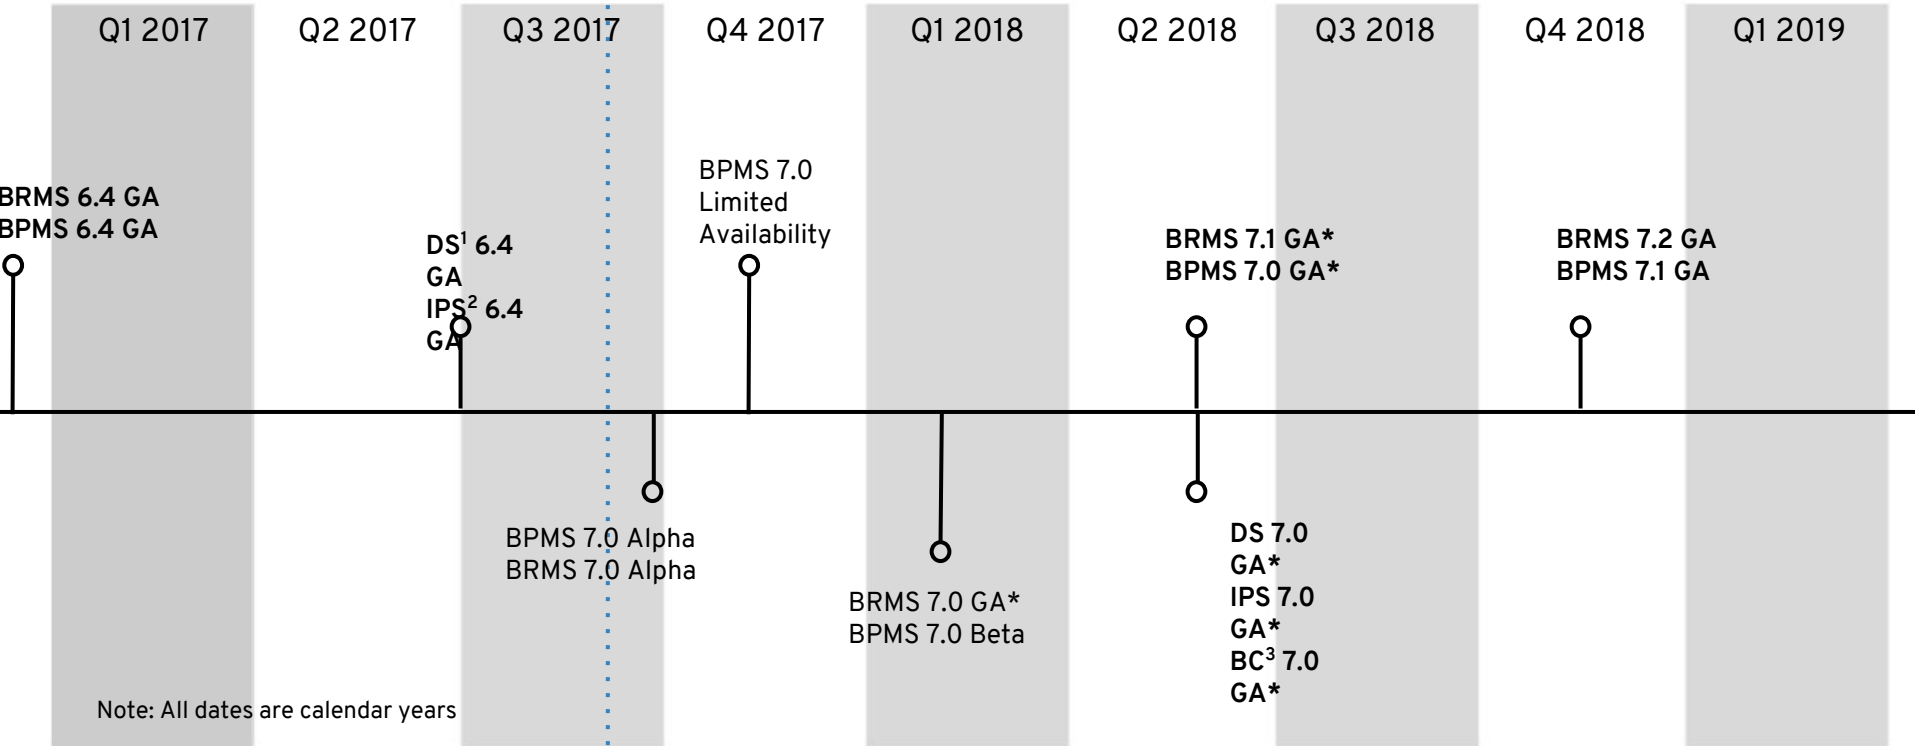 Q1 2017
Q2 2017
Q3 2017
Q4 2017
Q1 2018
Q2 2018
Q3 2018
Q4 2018
Q1 2019
BRMS 6.4 GA
BPMS 6.4 GA
DS¹ 6.4
GA
IPS² 6.4
GA
BPMS 7.0
Limited
Availability
BRMS 7.1 GA*
BPMS 7.0 GA*
BRMS 7.2 GA
BPMS 7.1 GA
BPMS 7.0 Alpha
BRMS 7.0 Alpha
BRMS 7.0 GA*
BPMS 7.0 Beta
DS 7.0
GA*
IPS 7.0
GA*
BC³ 7.0
GA*
Note: All dates are calendar years